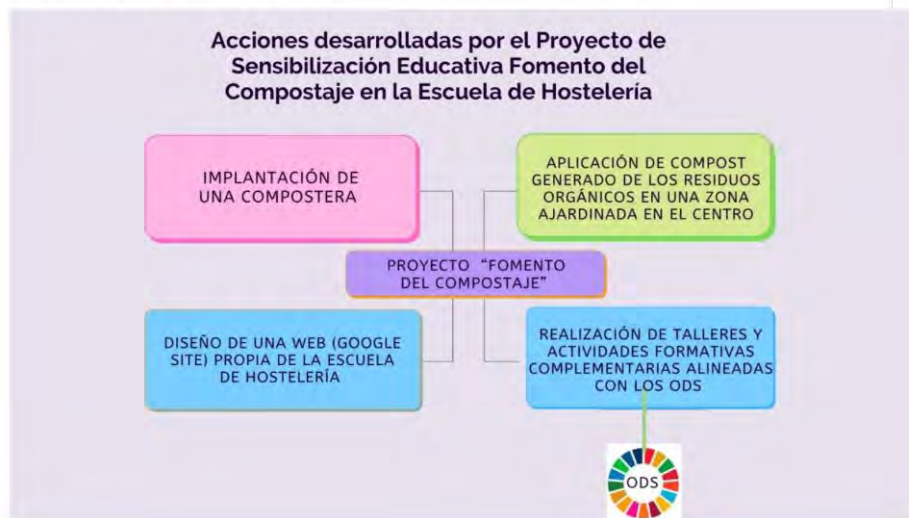 Acciones desarrolladas por el Proyecto de
Sensibilización Educativa Fomento del
Compostaje en la Escuela de Hostelería
IMPLANTACIÓN DE
UNA COMPOSTERA
APLICACIÓN DE COMPOST
GENERADO DE LOS RESIDUOS
ORGÁNICOS EN UNA ZONA
AJARDINADA EN EL CENTRO
PROYECTO “FOMENTO
DEL COMPOSTAJE”
DISEÑO DE UNA WEB (GOOGLE
SITE) PROPIA DE LA ESCUELA
DE HOSTELERÍA
REALIZACIÓN DE TALLERES Y
ACTIVIDADES FORMATIVAS
COMPLEMENTARIAS ALINEADAS
CON LOS ODS
ODS